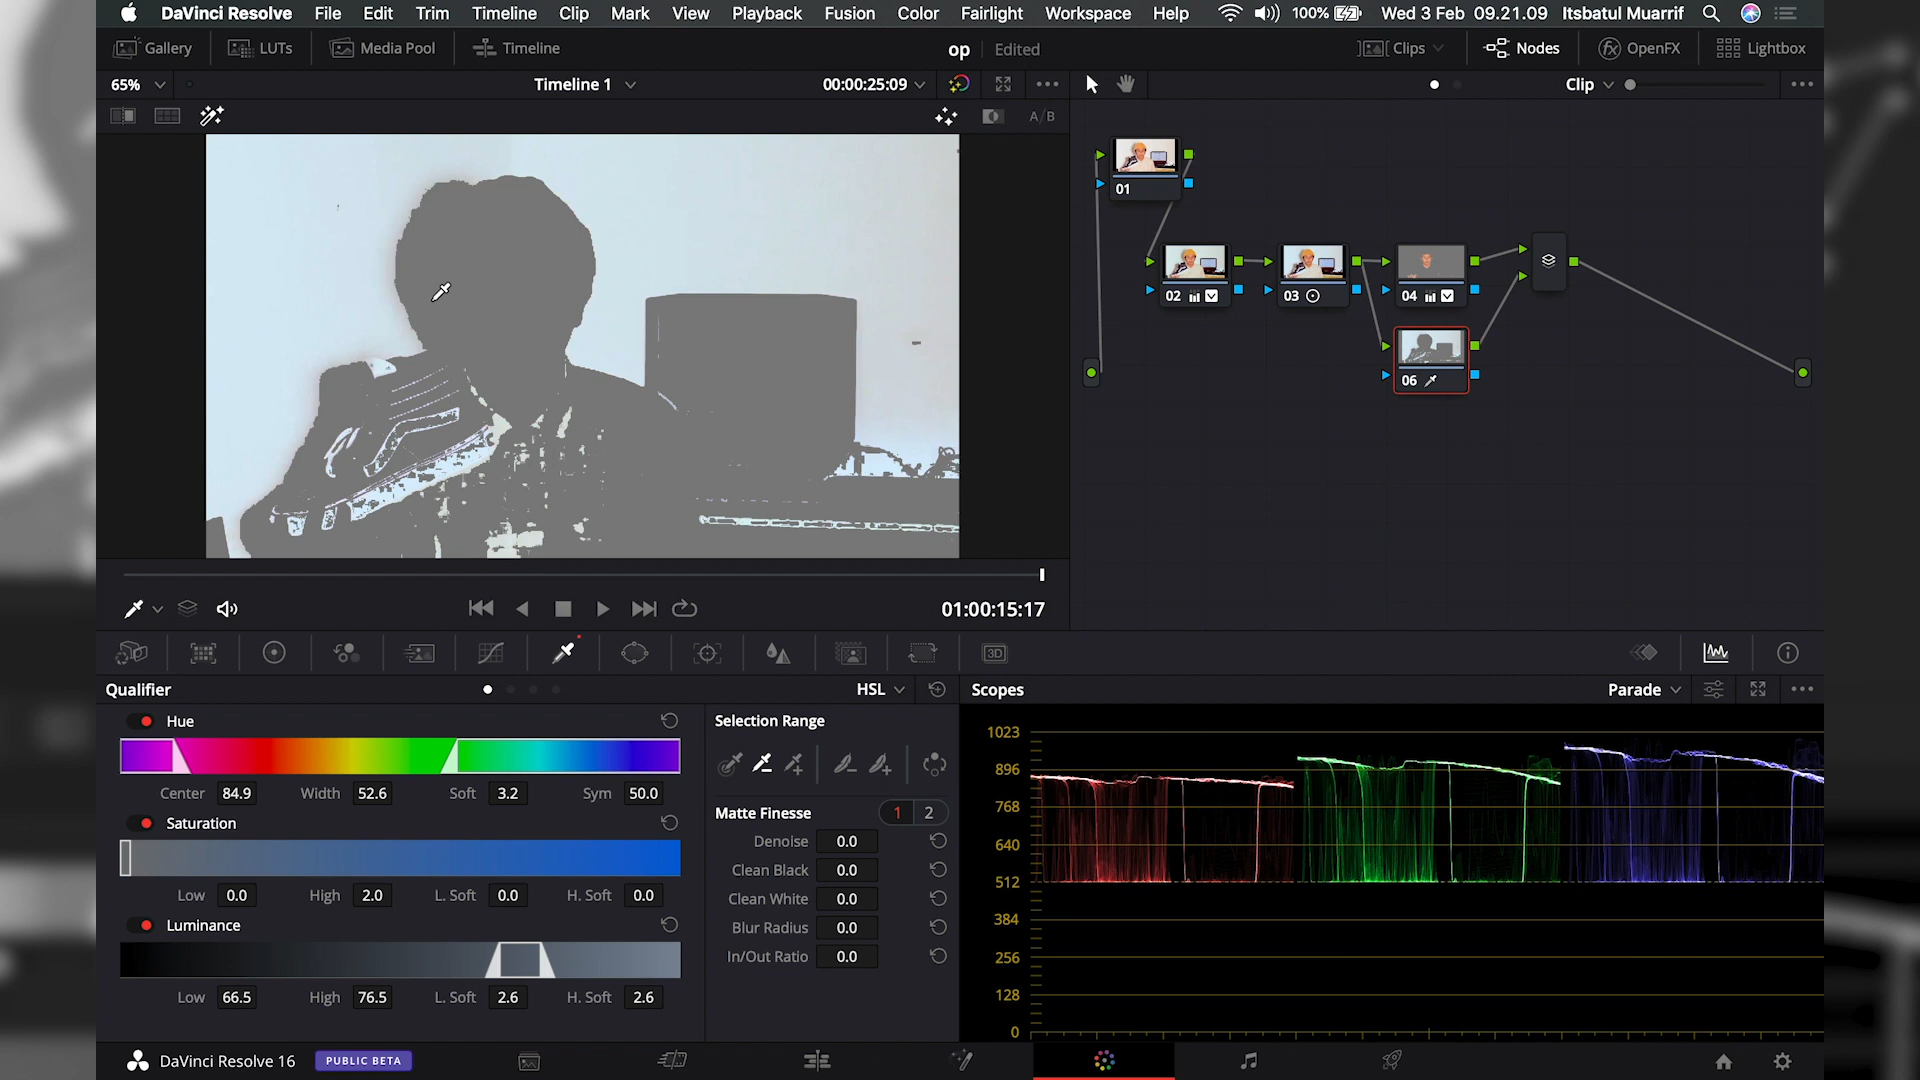 DaVinci Resolve File Edit Trim Timeline Clip Mark View Playback Fusion Color Fairlight Workspace Help 100% Wed 3 Feb 09.21.09 Itsbatul Muarrif
Gallery LUTs Media Pool Timeline op Edited Clips Nodes OpenFX Lightbox
65% Timeline 1 00:00:25:09 Clip
A/B
01
02 03 04
06
01:00:15:17
3D
Qualifier HSL Scopes Parade
Hue
Center 84.9 Width 52.6 Soft 3.2 Sym 50.0
Saturation
Low 0.0 High 2.0 L. Soft 0.0 H. Soft 0.0
Luminance
Low 66.5 High 76.5 L. Soft 2.6 H. Soft 2.6
Selection Range
Matte Finesse 1 2
Denoise 0.0
Clean Black 0.0
Clean White 0.0
Blur Radius 0.0
In/Out Ratio 0.0
1023
896
768
640
512
384
256
128
0
DaVinci Resolve 16 PUBLIC BETA